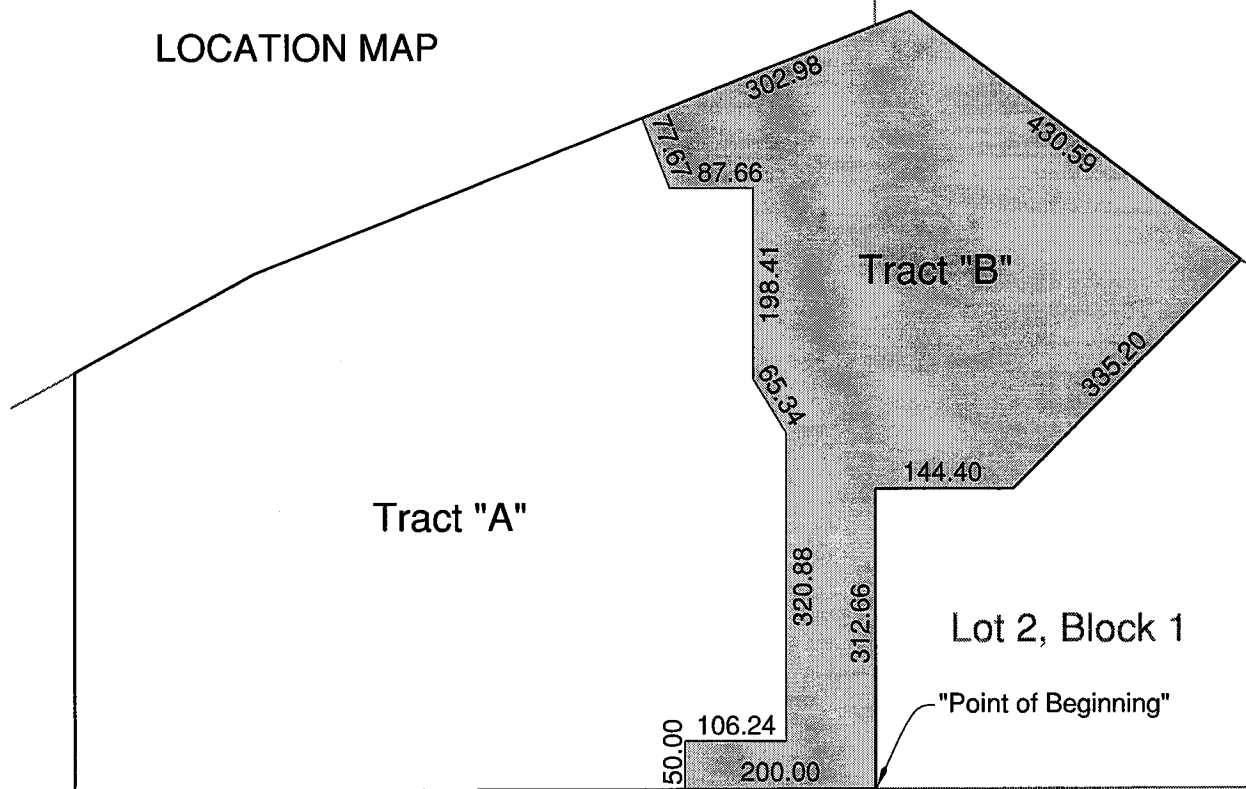 LOCATION MAP
302.98
430.59
77.67
87.66
198.41
Tract "B"
65.34
335.20
144.40
Tract "A"
320.88
312.66
Lot 2, Block 1
"Point of Beginning"
106.24
50.00
200.00